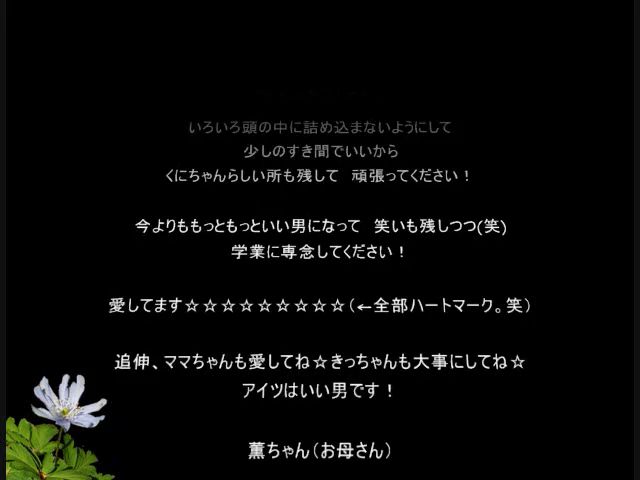 いろいろ頭の中に詰め込まないようにして
少しのすき間でいいから
くにちゃんらしい所も残して　頑張ってください！
今よりももっともっといい男になって　笑いも残しつつ(笑)
学業に専念してください！
愛してます☆☆☆☆☆☆☆☆☆（←全部ハートマーク。笑）
追伸、ママちゃんも愛してね☆きっちゃんも大事にしてね☆
アイツはいい男です！
薫ちゃん（お母さん）